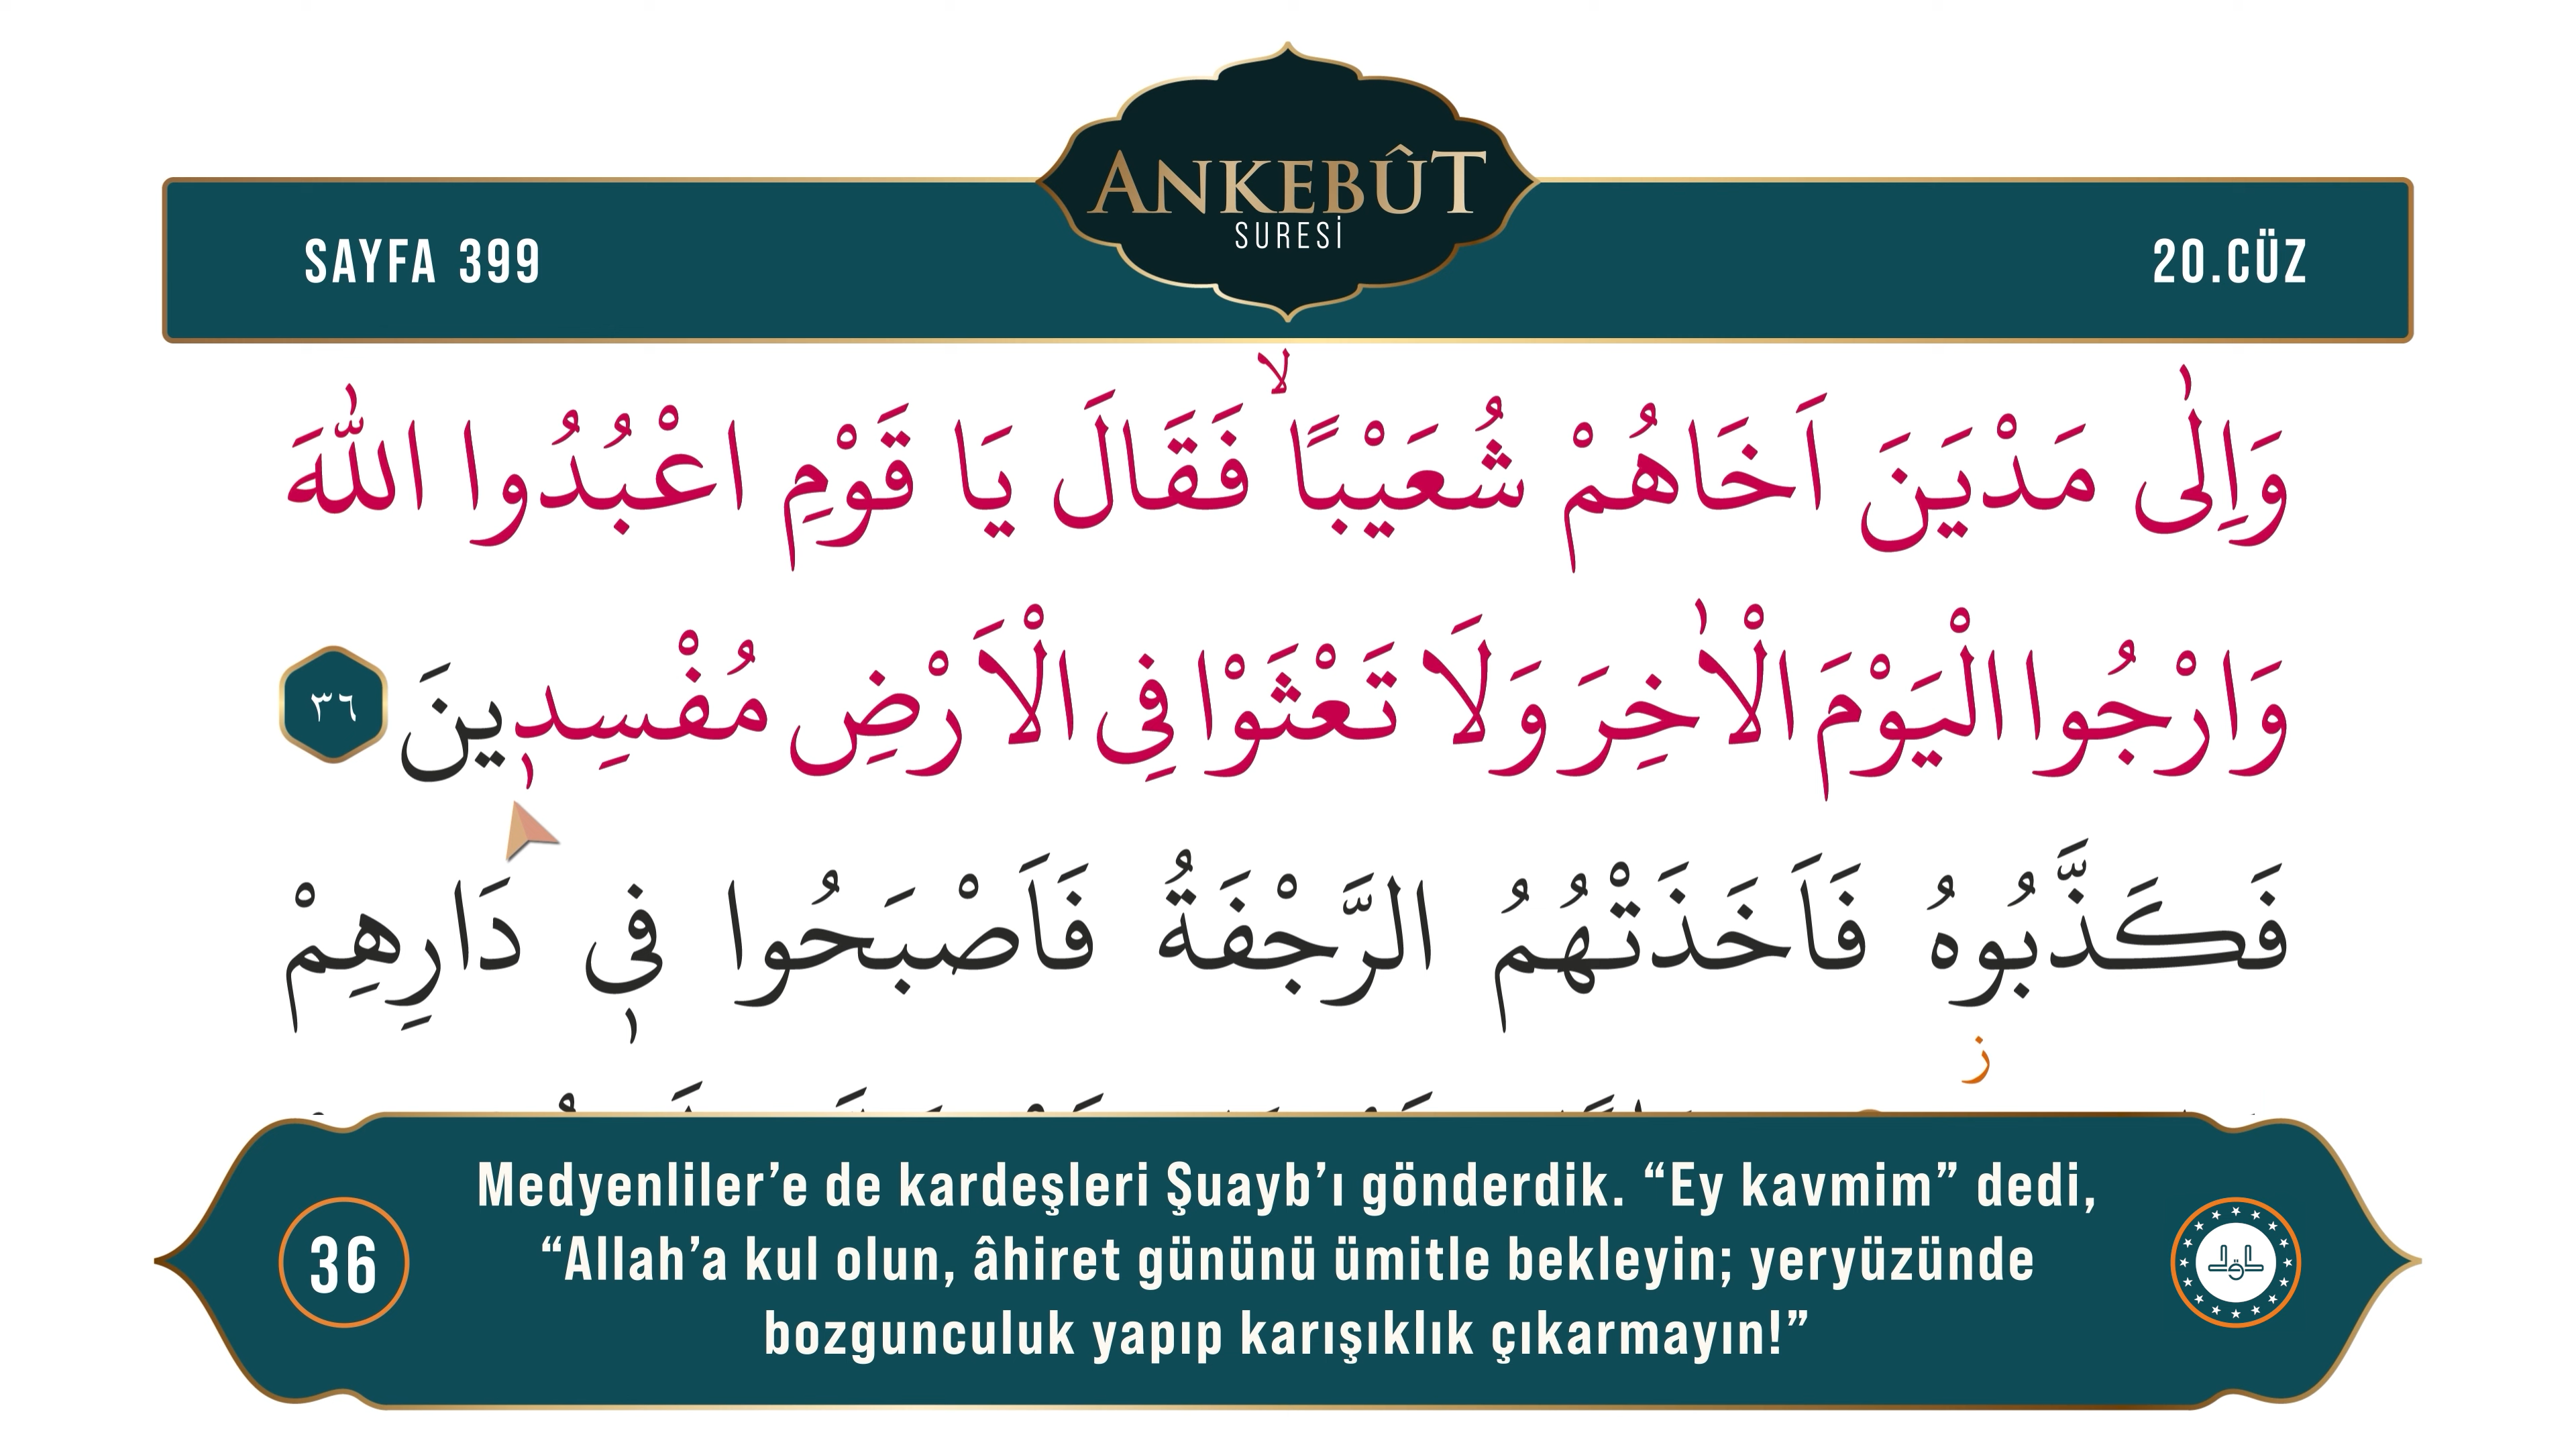 ANKEBÛT
SURESİ
SAYFA 399
20.CÜZ
لا
وَاِلٰى مَدْيَنَ اَخَاهُمْ شُعَيْبًا فَقَالَ يَا قَوْمِ اعْبُدُوا اللّٰهَ
وَارْجُوا الْيَوْمَ الْاٰخِرَ وَلَا تَعْثَوْا فِى الْاَرْضِ مُفْسِدٖينَ ٣٦
فَكَذَّبُوهُ فَاَخَذَتْهُمُ الرَّجْفَةُ فَاَصْبَحُوا فٖى دَارِهِمْ
ز
36
Medyenliler’e de kardeşleri Şuayb’ı gönderdik. “Ey kavmim” dedi,
“Allah’a kul olun, âhiret gününü ümitle bekleyin; yeryüzünde
bozgunculuk yapıp karışıklık çıkarmayın!”